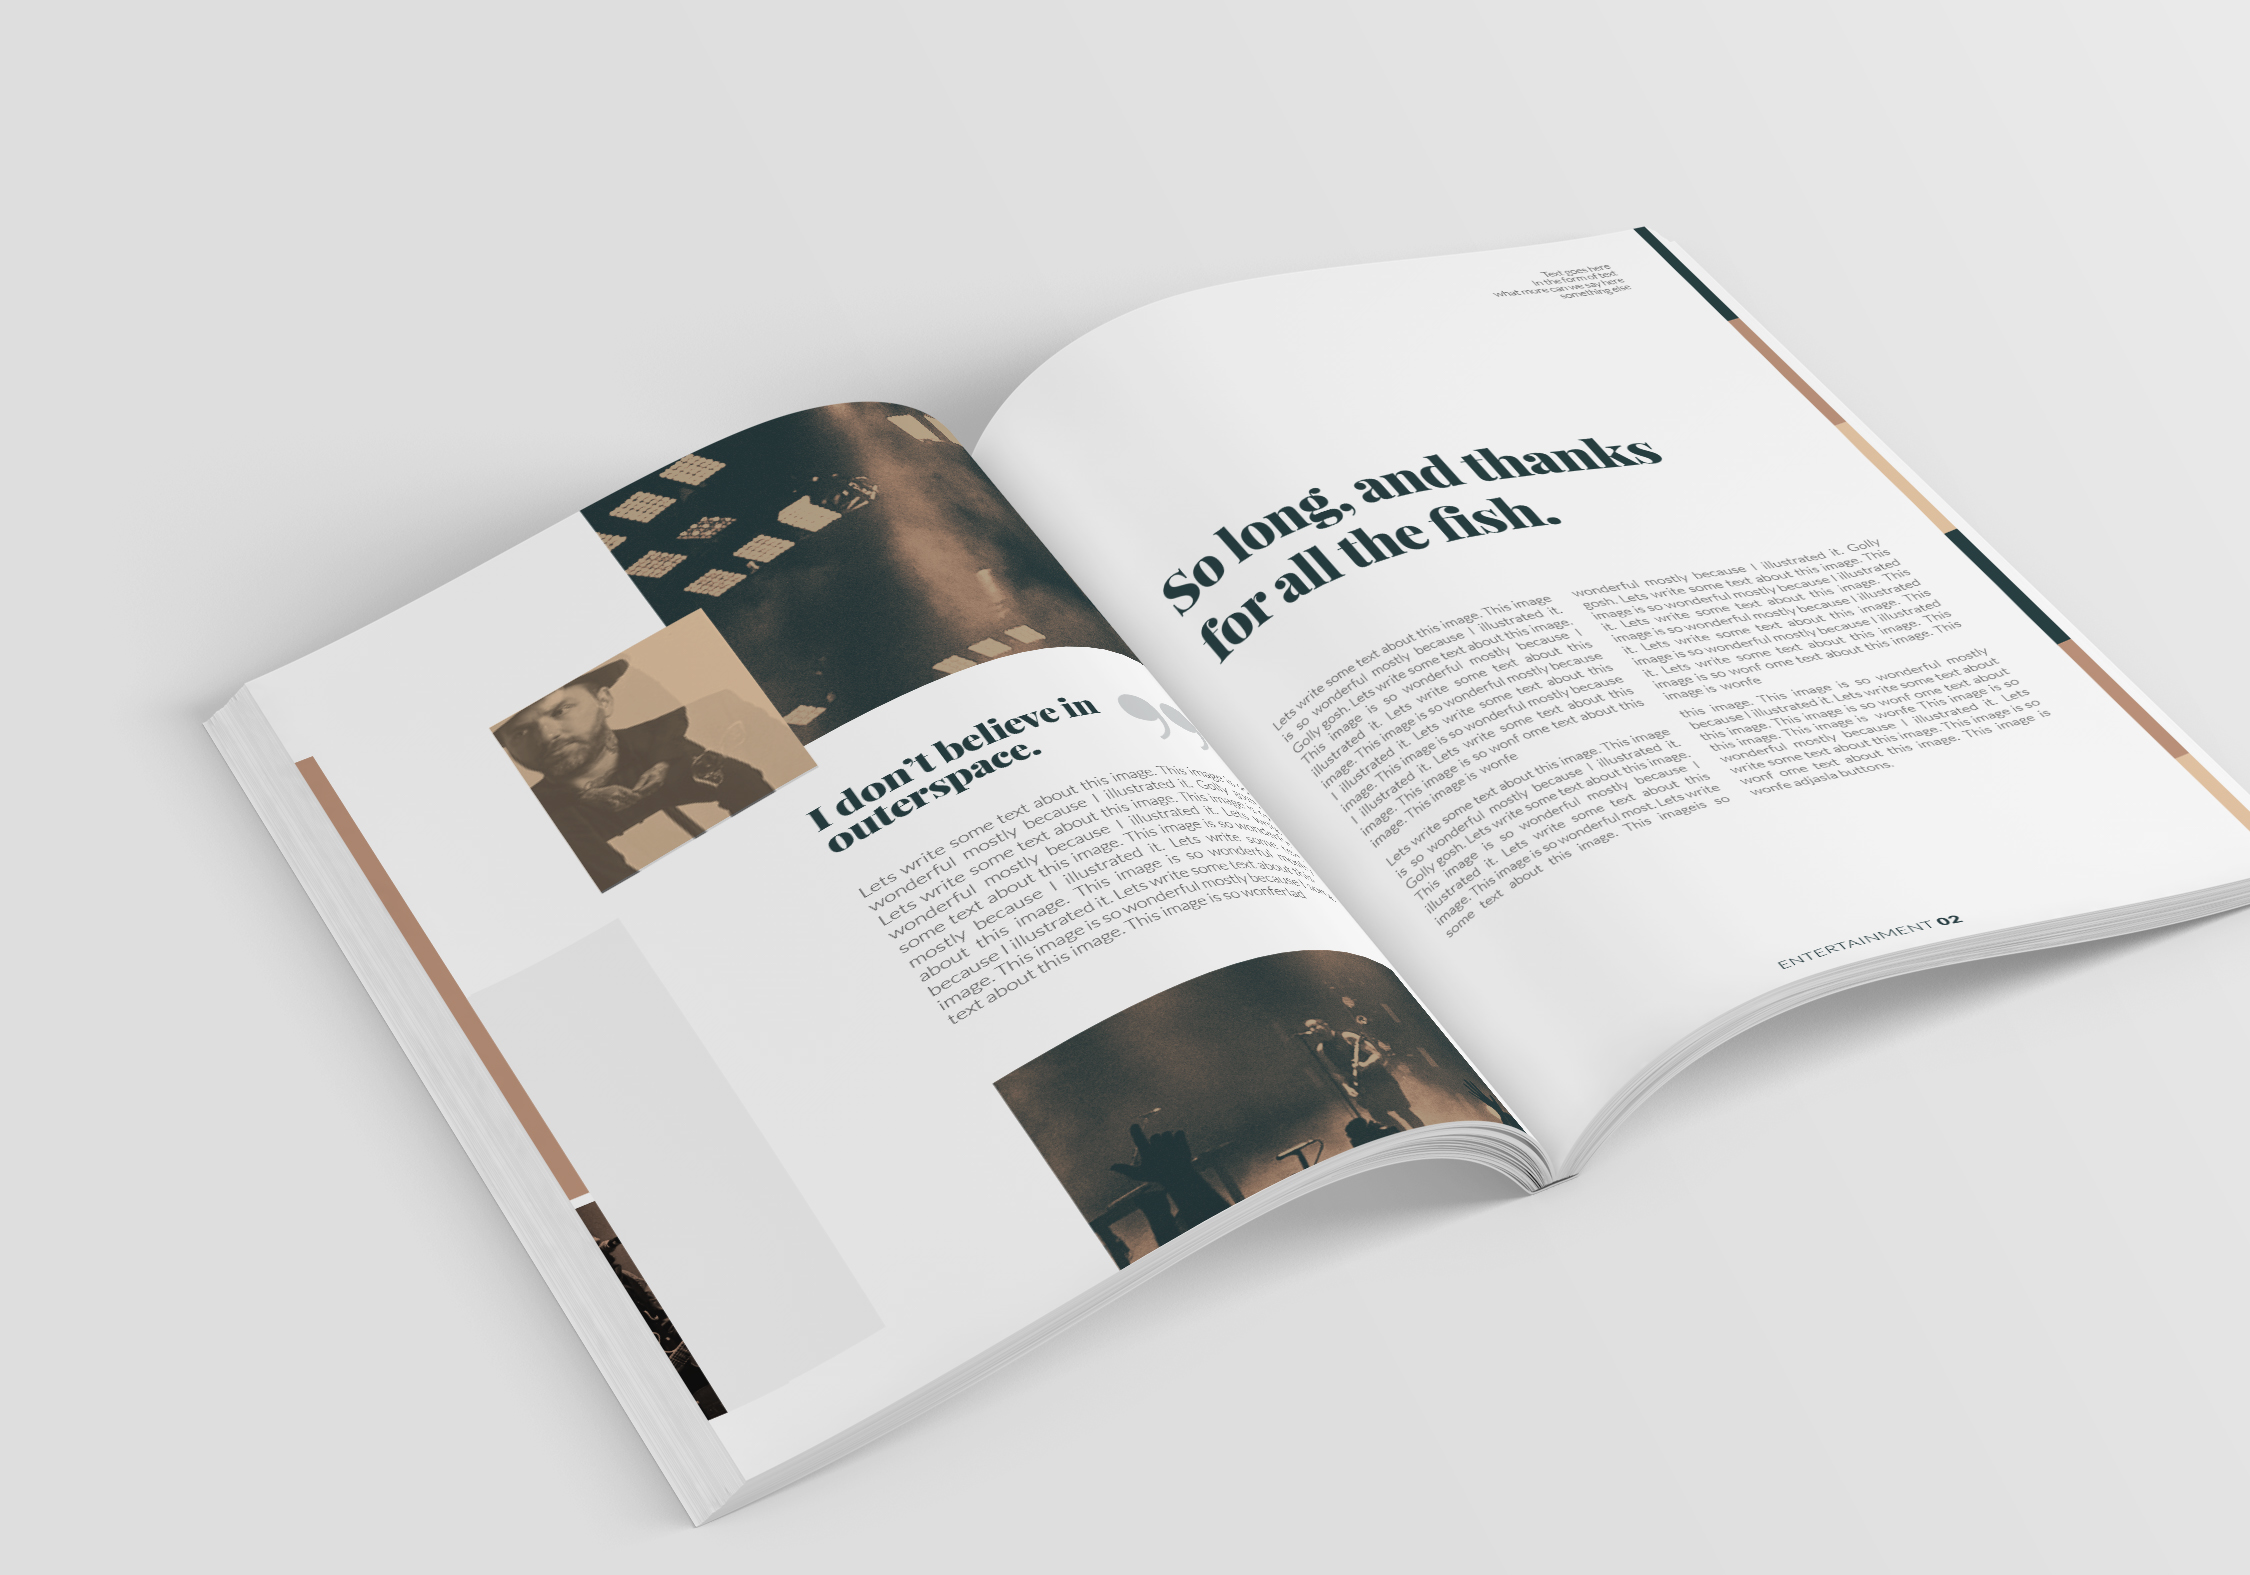 I don't believe in
outerspace.
Lets write some text about this image. This image
wonderful mostly because I illustrated it. Golly
Lets write some text about this image. This image
wonderful mostly because I illustrated it. Lets
some text about this image. This image is so
mostly because I illustrated it. Lets write some
about this image. This image is so wonderful
because I illustrated it. Lets write some text about this
image. This image is so wonderful mostly because I
text about this image. This image is so wonferlad
Text goes here
in the form of text,
what more can we say here
something else
So long, and thanks
for all the fish.
Lets write some text about this image. This image
is so wonderful mostly because I illustrated it.
Golly gosh. Lets write some text about this image.
This image is so wonderful mostly because I
illustrated it. Lets write some text about this
image. This image is so wonderful mostly because
I illustrated it. Lets write some text about this
image. This image is so wonderful mostly because
I illustrated it. Lets write some text about this
image. This image is so wonf ome text about this
image. This image is wonfe
Lets write some text about this image. This image
is so wonderful mostly because I illustrated it.
Golly gosh. Lets write some text about this image.
This image is so wonderful mostly because I
illustrated it. Lets write some text about this
image. This image is so wonderful most. Lets write
some text about this image. This imageis so
wonderful mostly because I illustrated it. Golly
gosh. Lets write some text about this image. This
image is so wonderful mostly because I illustrated
it. Lets write some text about this image. This
image is so wonderful mostly because I illustrated
it. Lets write some text about this image. This
image is so wonderful mostly because I illustrated
it. Lets write some text about this image. This
image is so wonf ome text about this image. This
image is wonfe
this image. This image is so wonderful mostly
because I illustrated it. Lets write some text about
this image. This image is so wonf ome text about
this image. This image is wonfe This image is so
wonderful mostly because I illustrated it. Lets
write some text about this image. This image is so
wonf ome text about this image. This image is
wonfe adjasla buttons.
ENTERTAINMENT 02